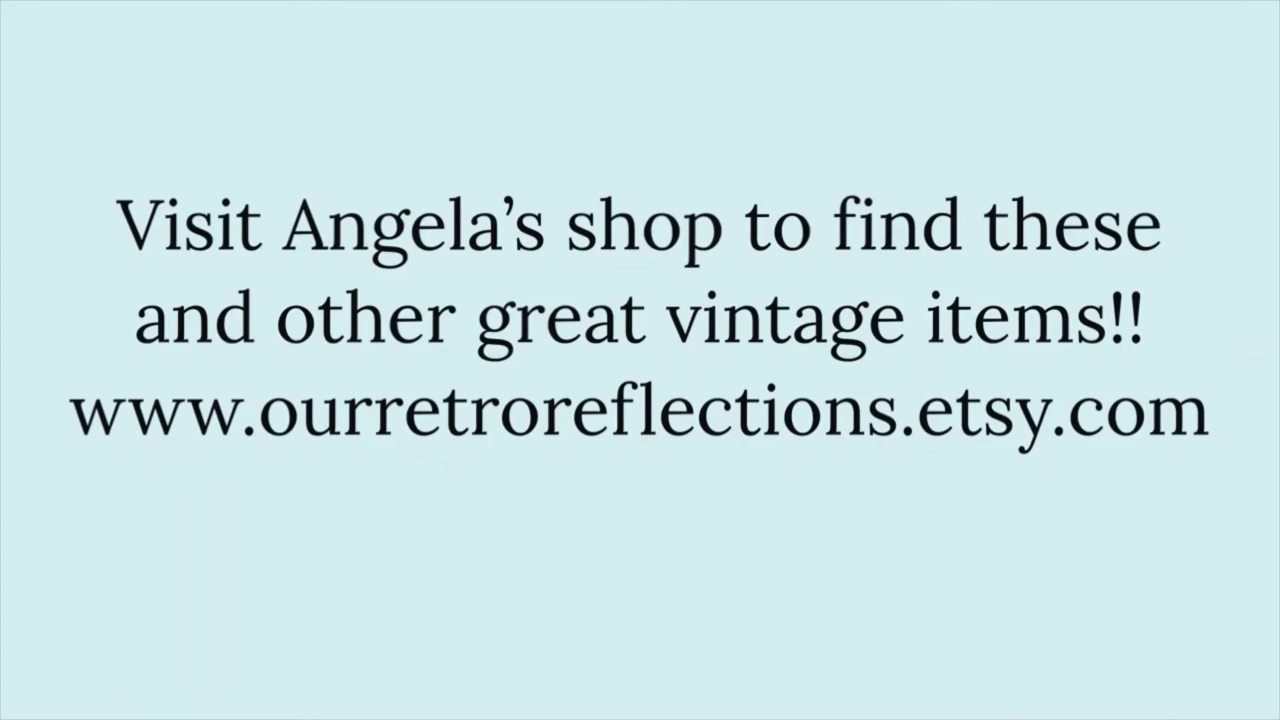 Visit Angela’s shop to find these
and other great vintage items!!
www.ourretroreflections.etsy.com